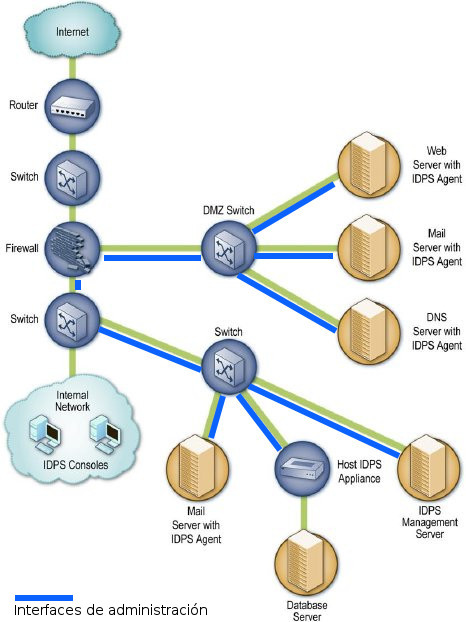 Internet
Router
Switch
Firewall
Switch
DMZ Switch
Web
Server with
IDPS Agent
Mail
Server with
IDPS Agent
DNS
Server with
IDPS Agent
Switch
Internal
Network
IDPS Consoles
Mail
Server with
IDPS Agent
Host IDPS
Appliance
IDPS
Management
Server
Database
Server
Interfaces de administración